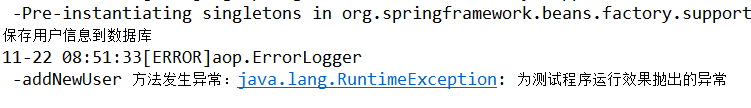 -Pre-instantiating singletons in org.springframework.beans.factory.support
保存用户信息到数据库
11-22 08:51:33[ERROR]aop.ErrorLogger
-addNewUser 方法发生异常：java.lang.RuntimeException: 为测试程序运行效果抛出的异常